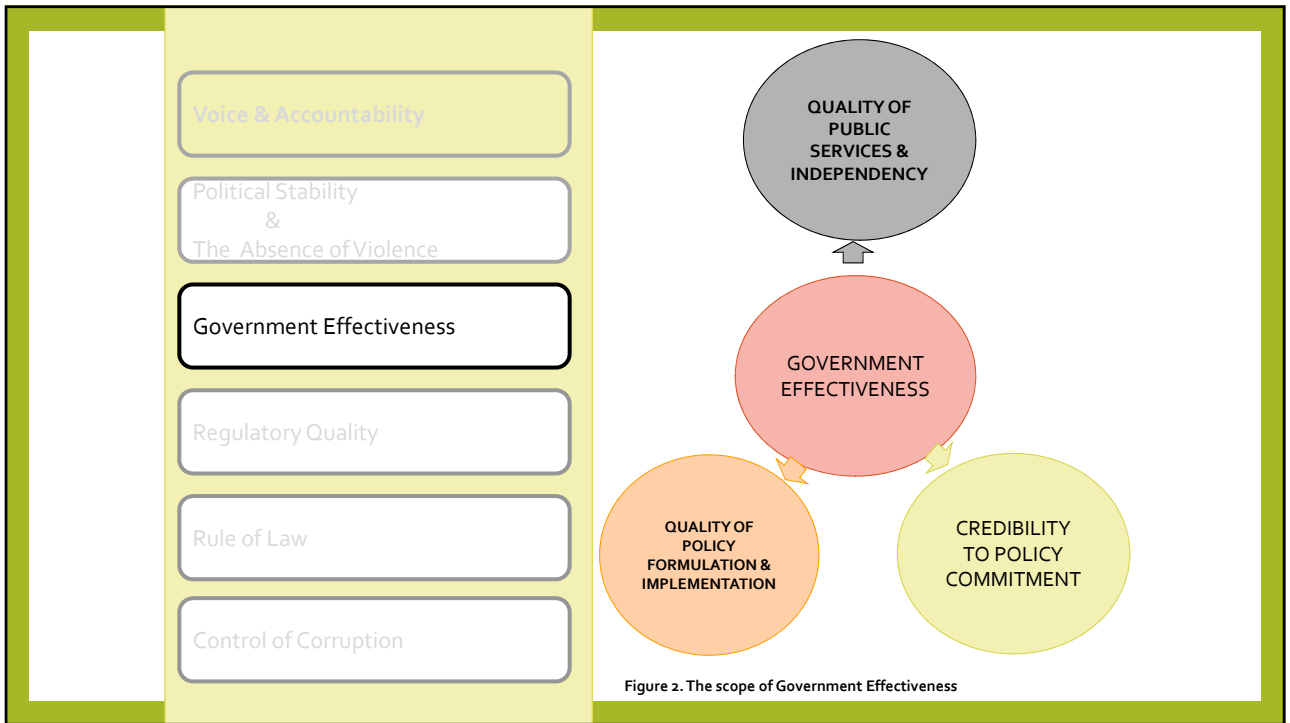 Voice & Accountability
Political Stability
&
The Absence of Violence
Government Effectiveness
Regulatory Quality
Rule of Law
Control of Corruption
QUALITY OF
PUBLIC
SERVICES &
INDEPENDENCY
GOVERNMENT
EFFECTIVENESS
QUALITY OF
POLICY
FORMULATION &
IMPLEMENTATION
CREDIBILITY
TO POLICY
COMMITMENT
Figure 2. The scope of Government Effectiveness